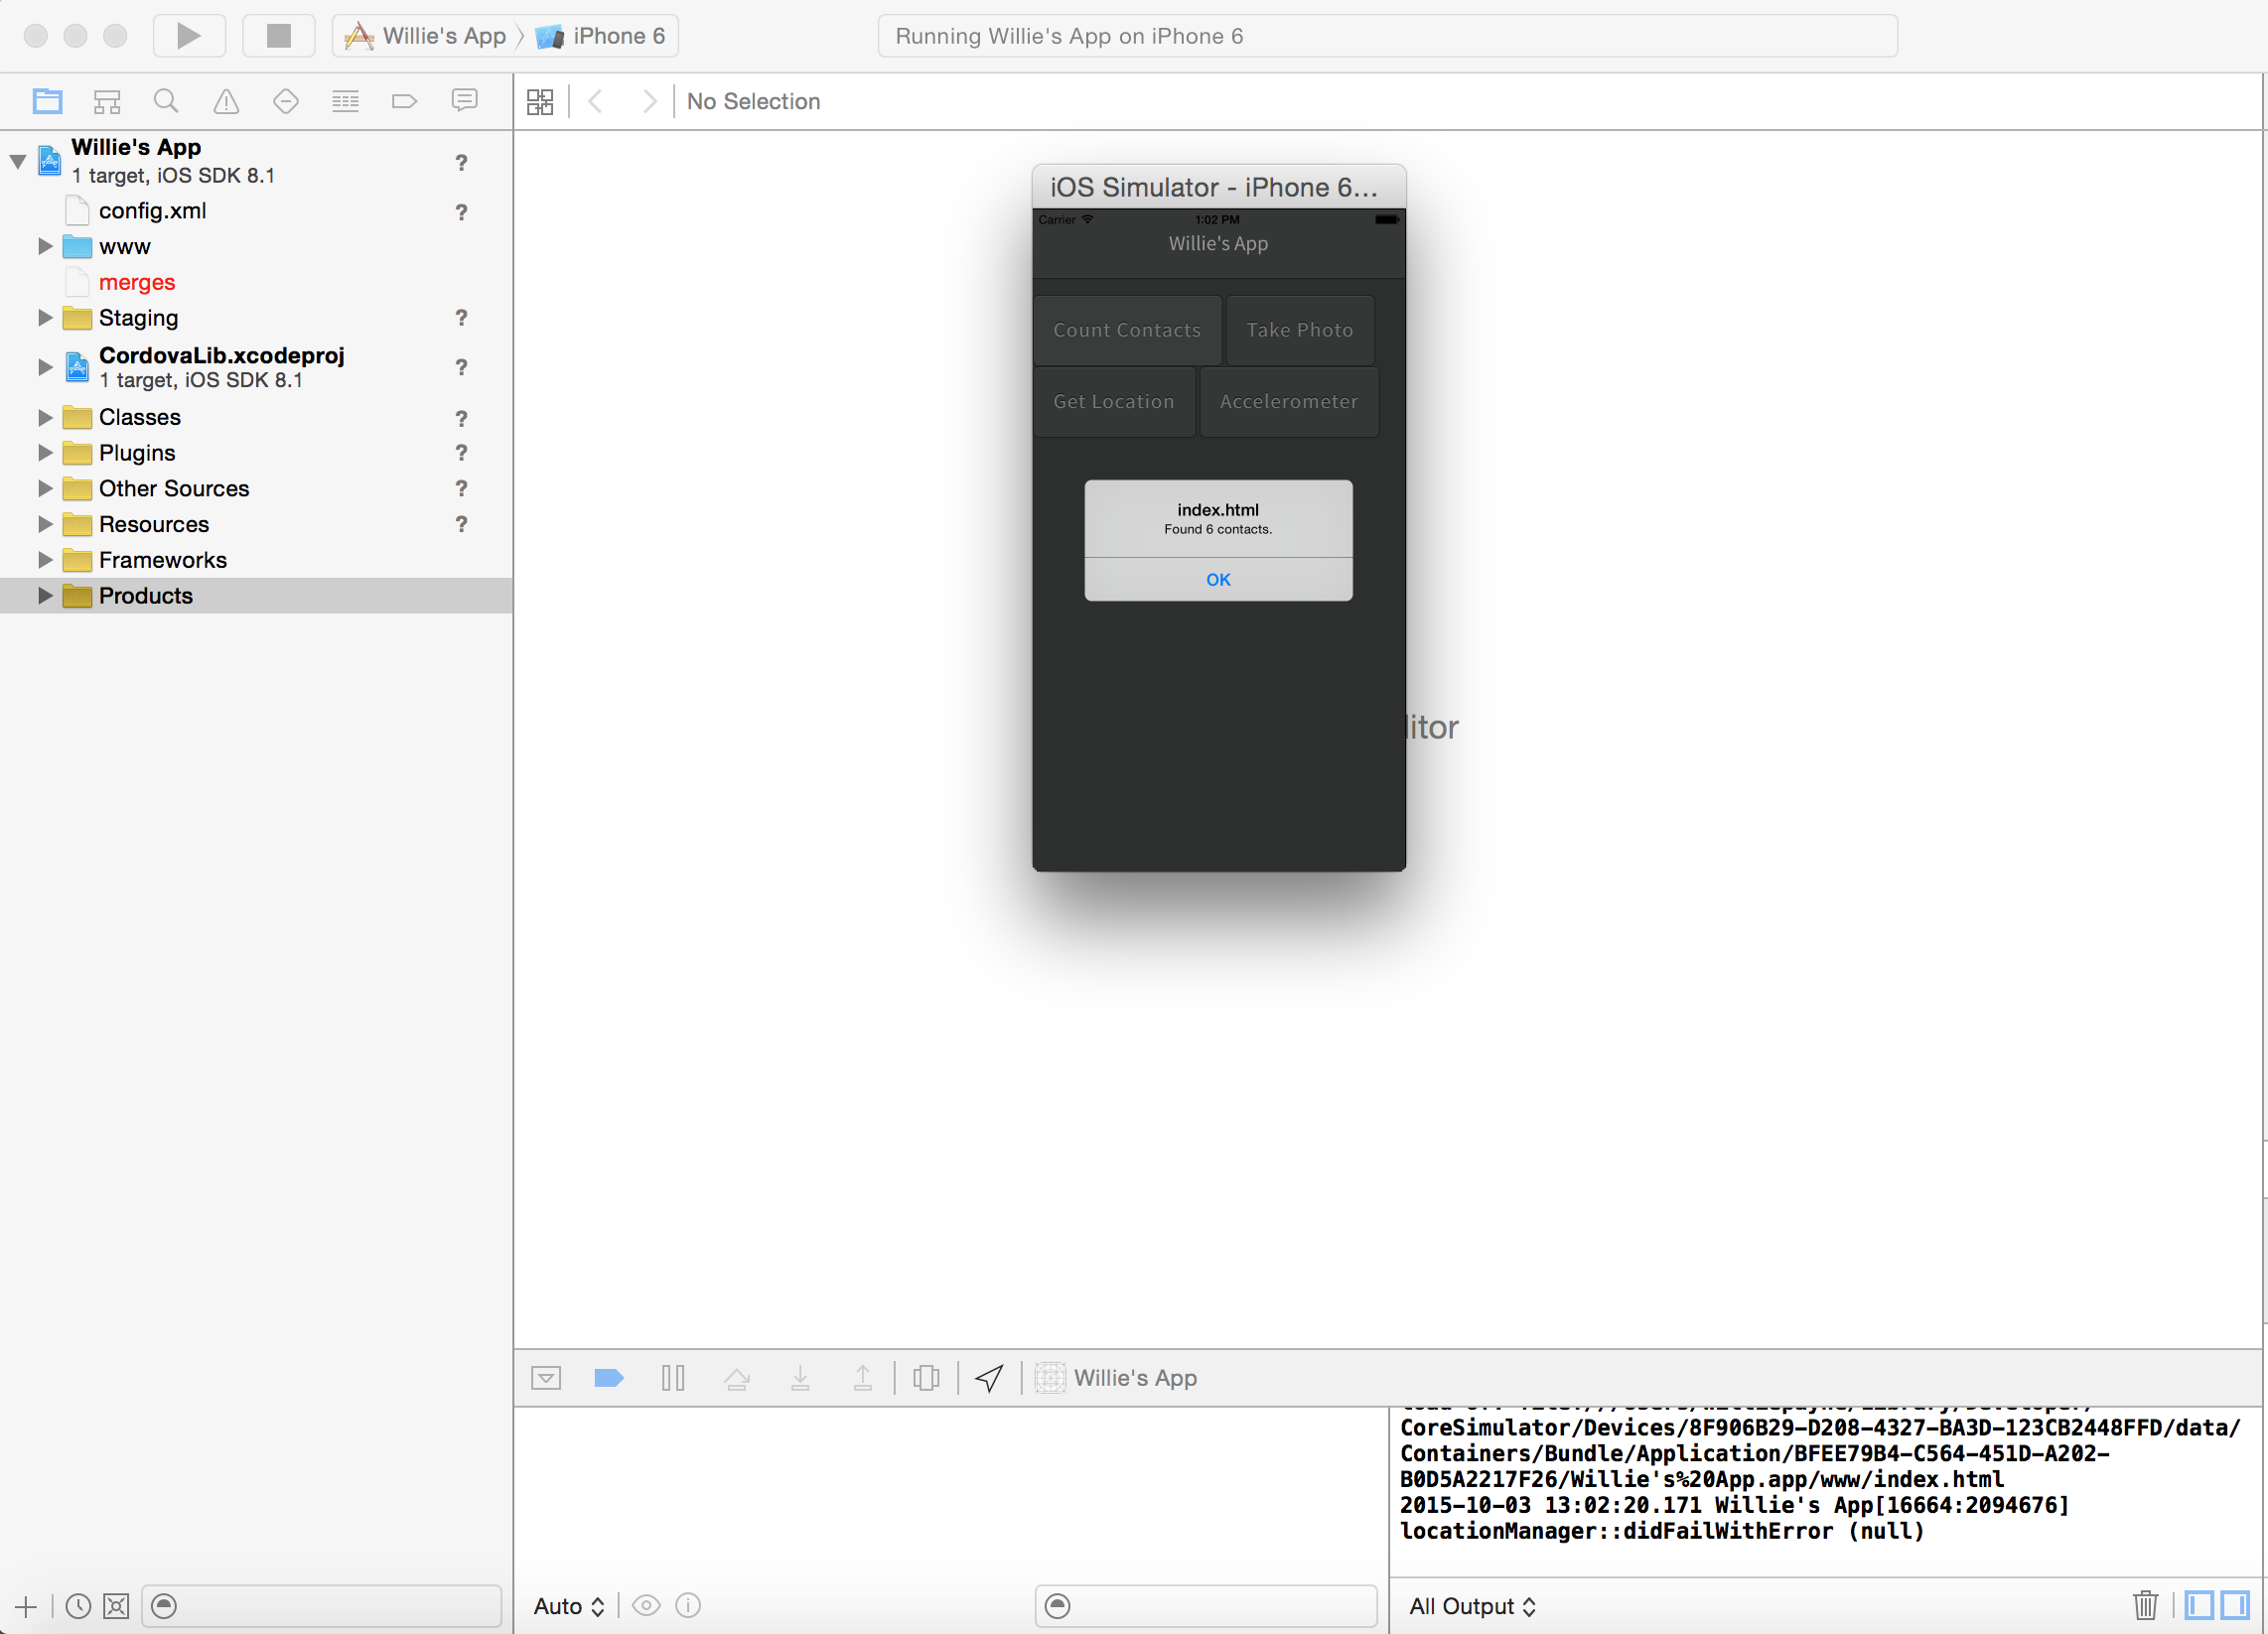 Willie's App
iPhone 6
Running Willie's App on iPhone 6
No Selection
Willie's App
1 target, iOS SDK 8.1
?
config.xml
?
www
merges
Staging
?
CordovaLib.xcodeproj
1 target, iOS SDK 8.1
?
Classes
?
Plugins
?
Other Sources
?
Resources
?
Frameworks
Products
iOS Simulator - iPhone 6...
Carrier
1:02 PM
Willie's App
Count Contacts
Take Photo
Get Location
Accelerometer
index.html
Found 6 contacts.
OK
Willie's App
CoreSimulator/Devices/8F906B29-D208-4327-BA3D-123CB2448FFD/data/
Containers/Bundle/Application/BFEE79B4-C564-451D-A202-
B0D5A2217F26/Willie's%20App.app/www/index.html
2015-10-03 13:02:20.171 Willie's App[16664:2094676]
locationManager::didFailWithError (null)
Auto
All Output